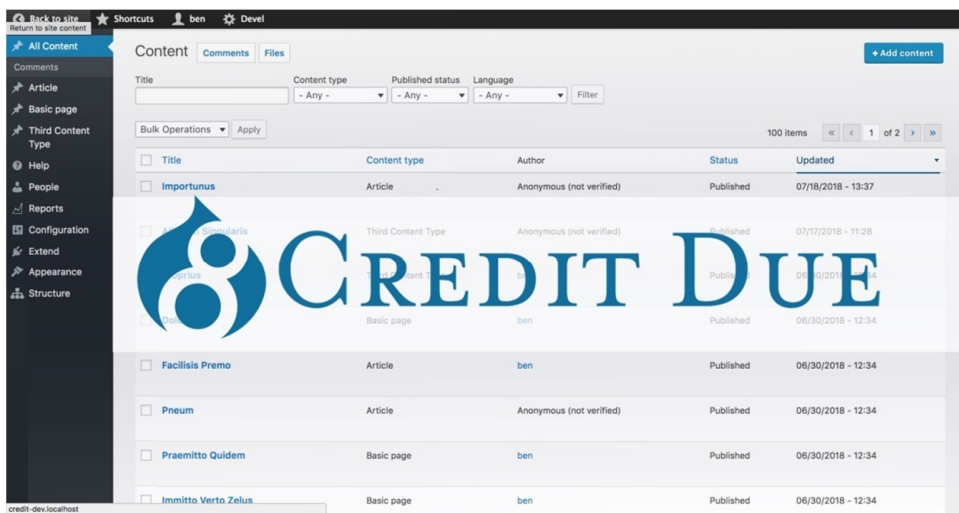 Back to site Shortcuts ben Devel
Return to site content
All Content
Comments
Article
Basic page
Third Content
Type
Help
People
Reports
Configuration
Extend
Appearance
Structure
Content Comments Files
+ Add content
Title Content type Published status Language
- Any - - Any - - Any - Filter
Bulk Operations Apply
100 items « < 1 of 2 > »
Title Content type Author Status Updated
Importunus Article Anonymous (not verified) Published 07/18/2018 - 13:37
Singularis Third Content Type Anonymous (not verified) Published 07/17/2018 - 11:28
8 CREDIT DUE
Basic page ben Published 06/30/2018 - 12:34
Facilisis Premo Article ben Published 06/30/2018 - 12:34
Pneum Article Anonymous (not verified) Published 06/30/2018 - 12:34
Praemitto Quidem Basic page ben Published 06/30/2018 - 12:34
Immitto Verto Zelus Basic page ben Published 06/30/2018 - 12:34
credit-dev.localhost